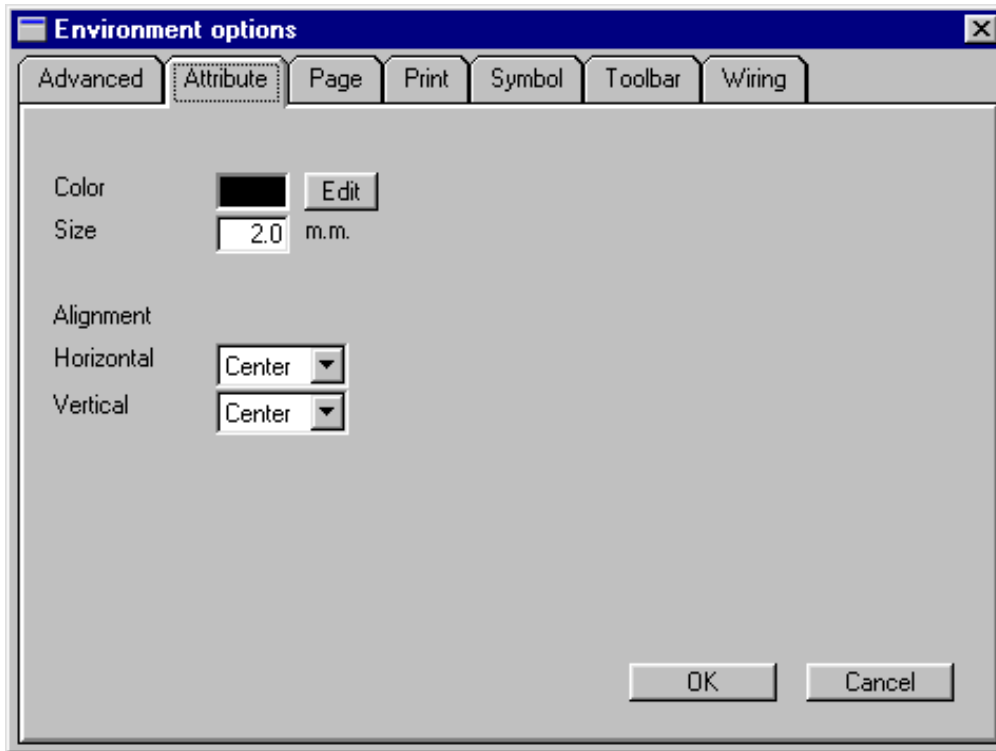 Environment options
Advanced Attribute Page Print Symbol Toolbar Wiring
Color Edit
Size 2.0 m.m.
Alignment
Horizontal Center
Vertical Center
OK Cancel